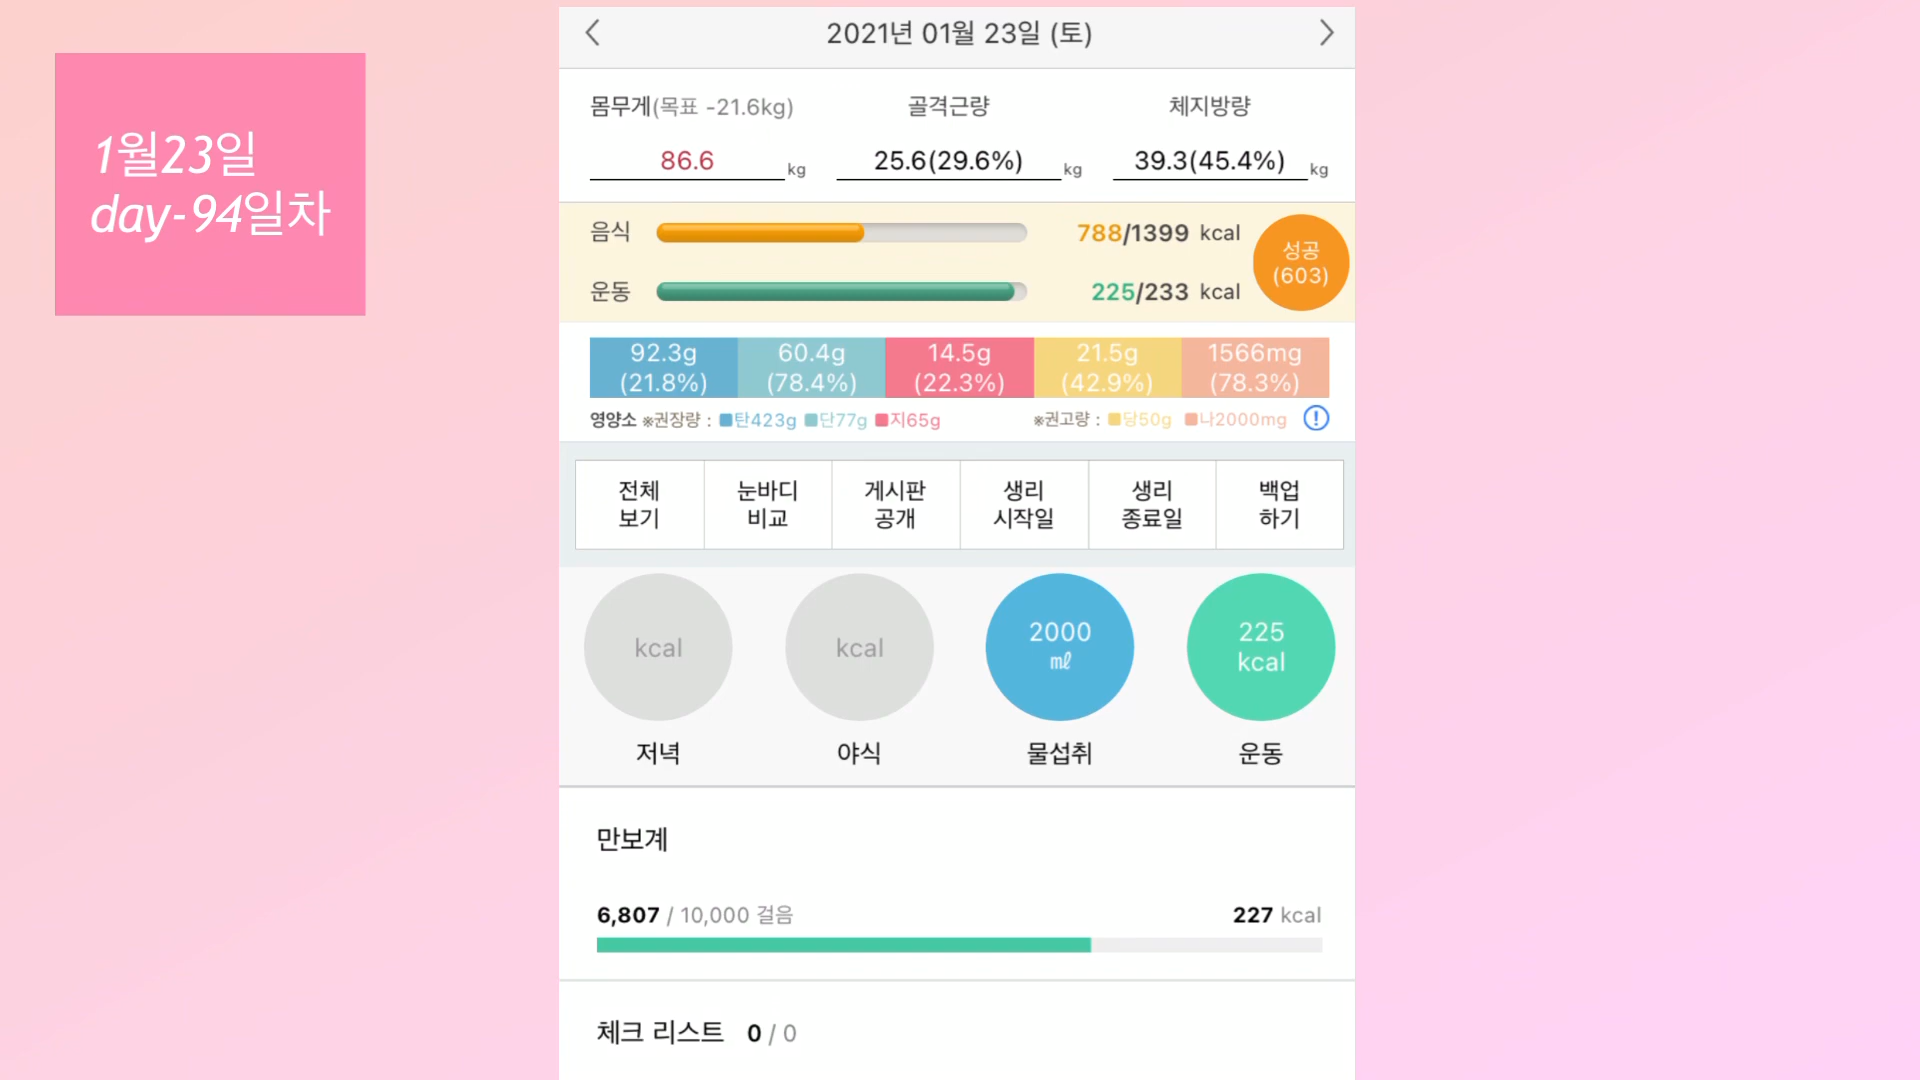 1월23일
day-94일차
2021년 01월 23일 (토)
몸무게(목표 -21.6kg) 골격근량 체지방량
86.6 kg 25.6(29.6%) kg 39.3(45.4%) kg
음식 788/1399 kcal
성공
(603)
운동 225/233 kcal
92.3g 60.4g 14.5g 21.5g 1566mg
(21.8%) (78.4%) (22.3%) (42.9%) (78.3%)
영양소 ※권장량 : 탄423g 단77g 지65g ※권고량 : 당50g 나2000mg
전체 눈바디 게시판 생리 생리 백업
보기 비교 공개 시작일 종료일 하기
kcal kcal 2000 ㎖ 225 kcal
저녁 야식 물섭취 운동
만보계
6,807 / 10,000 걸음 227 kcal
체크 리스트 0 / 0